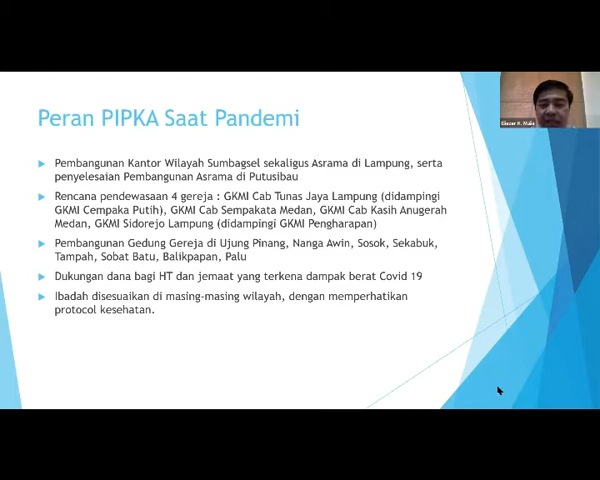 Peran PIPKA Saat Pandemi
Pembangunan Kantor Wilayah Sumbagsel sekaligus Asrama di Lampung, serta
penyelesaian Pembangunan Asrama di Putusibau
Rencana pendewasaan 4 gereja : GKMI Cab Tunas Jaya Lampung (didampingi
GKMI Cempaka Putih), GKMI Cab Sempakata Medan, GKMI Cab Kasih Anugerah
Medan, GKMI Sidorejo Lampung (didampingi GKMI Pengharapan)
Pembangunan Gedung Gereja di Ujung Pinang, Nanga Awin, Sosok, Sekabuk,
Tampah, Sobat Batu, Balikpapan, Palu
Dukungan dana bagi HT dan jemaat yang terkena dampak berat Covid 19
Ibadah disesuaikan di masing-masing wilayah, dengan memperhatikan
protocol kesehatan.